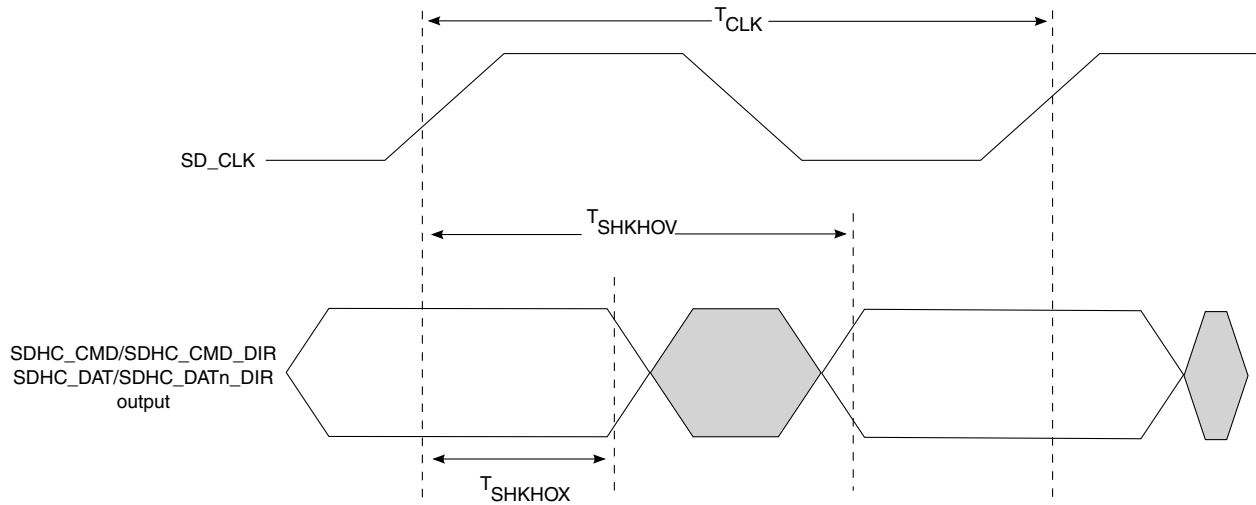 TCLK
SD_CLK
TSHKHOV
SDHC_CMD/SDHC_CMD_DIR
SDHC_DAT/SDHC_DATn_DIR
output
TSHKHOX